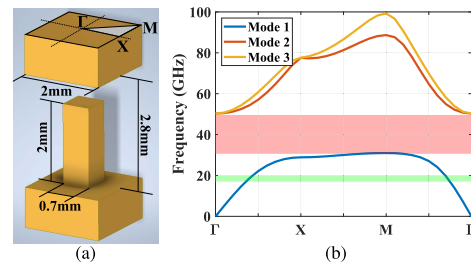 (a)
Γ
M
X
2mm
2mm
2.8mm
0.7mm
(b)
Mode 1
Mode 2
Mode 3
Frequency (GHz)
100
80
60
40
20
0
Γ
X
M
Γ
(a)
(b)